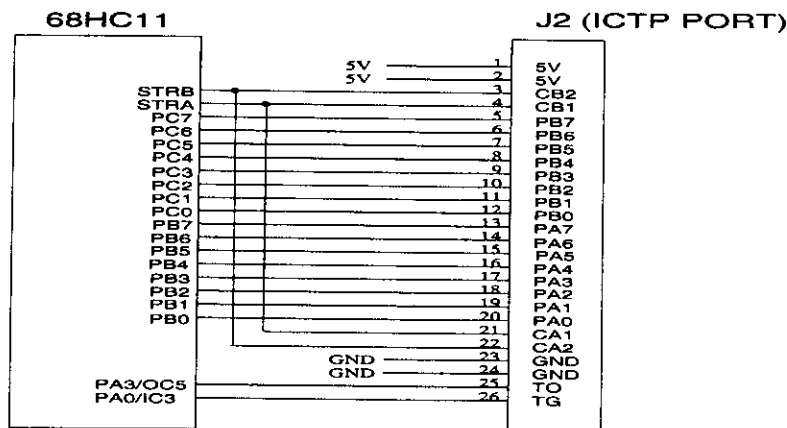 68HC11 J2 (ICTP PORT)
5V 1 5V
5V 2 5V
STRB 3 CB2
STRA 4 CB1
PC7 5 PB7
PC6 6 PB6
PC5 7 PB5
PC4 8 PB4
PC3 9 PB3
PC2 10 PB2
PC1 11 PB1
PC0 12 PB0
PB7 13 PA7
PB6 14 PA6
PB5 15 PA5
PB4 16 PA4
PB3 17 PA3
PB2 18 PA2
PB1 19 PA1
PB0 20 PA0
21 CA1
22 CA2
GND 23 GND
GND 24 GND
PA3/OC5 25 TO
PA0/IC3 26 TG